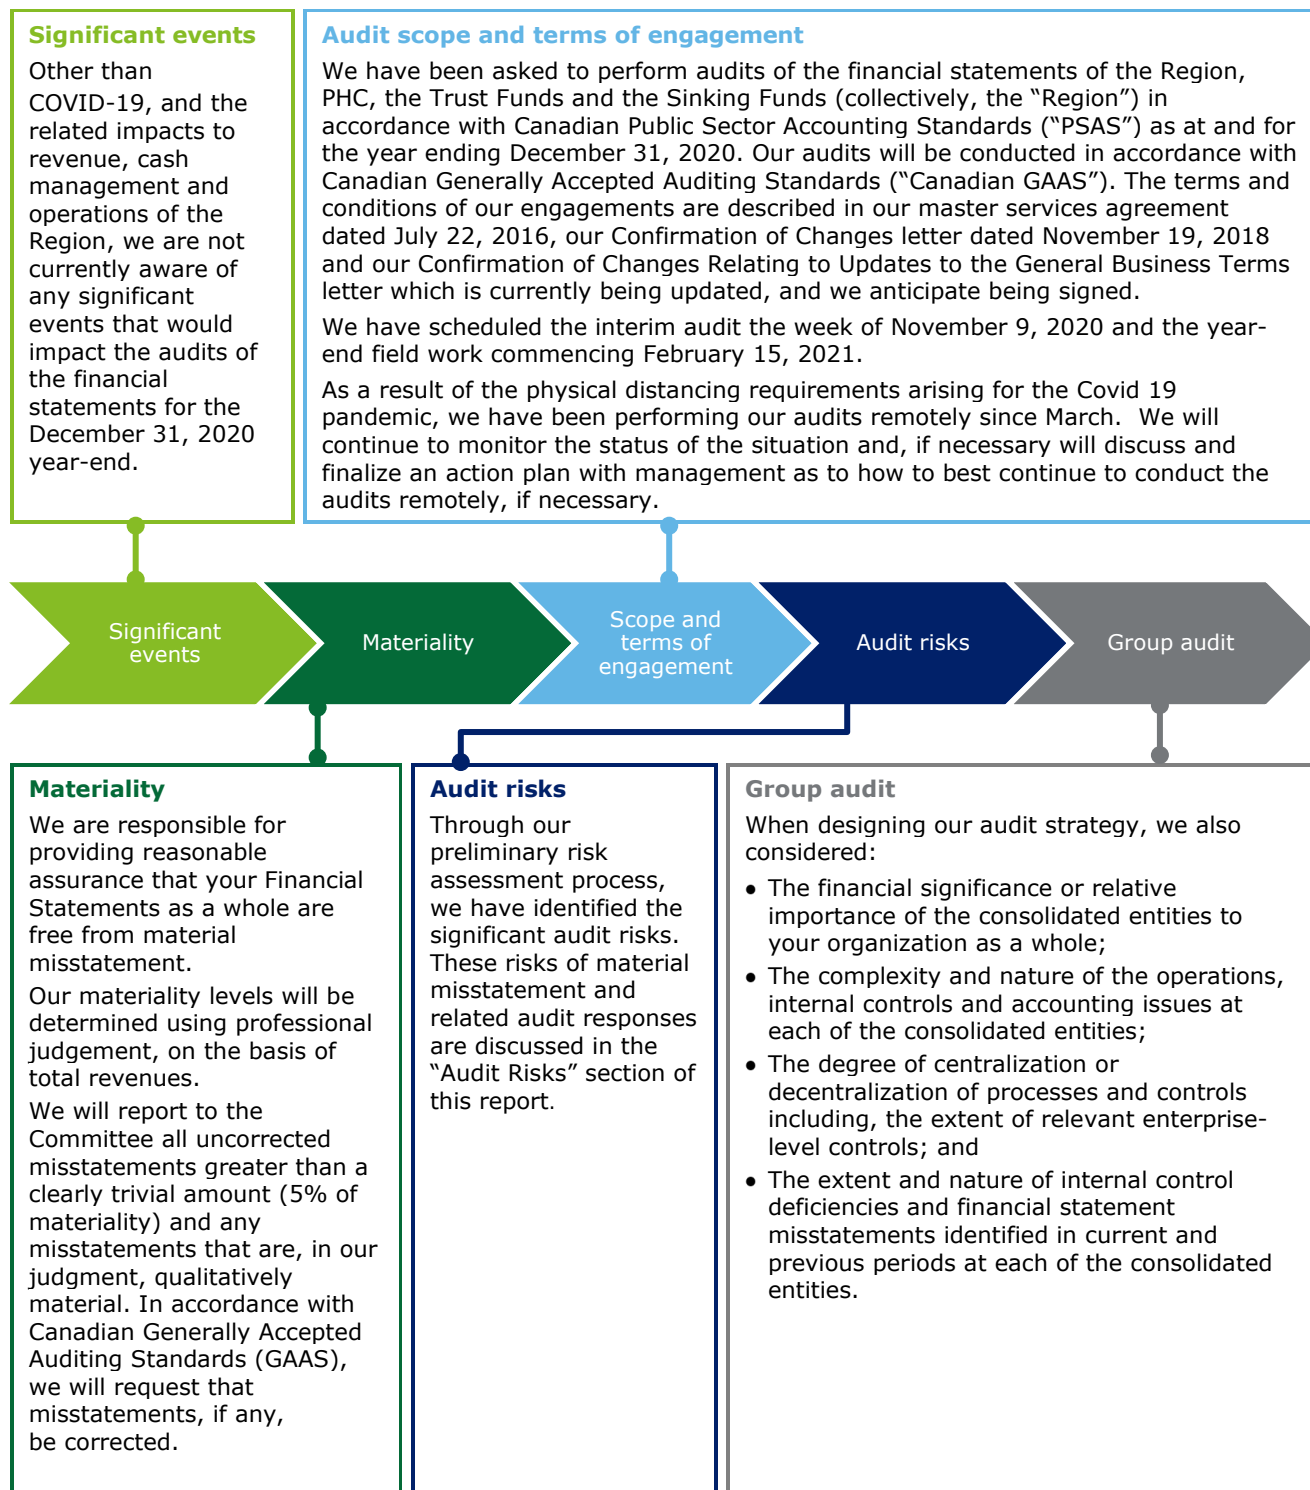 Significant events
Other than
COVID-19, and the
related impacts to
revenue, cash
management and
operations of the
Region, we are not
currently aware of
any significant
events that would
impact the audits of
the financial
statements for the
December 31, 2020
year-end.
Audit scope and terms of engagement
We have been asked to perform audits of the financial statements of the Region,
PHC, the Trust Funds and the Sinking Funds (collectively, the “Region”) in
accordance with Canadian Public Sector Accounting Standards (“PSAS”) as at and for
the year ending December 31, 2020. Our audits will be conducted in accordance with
Canadian Generally Accepted Auditing Standards (“Canadian GAAS”). The terms and
conditions of our engagements are described in our master services agreement
dated July 22, 2016, our Confirmation of Changes letter dated November 19, 2018
and our Confirmation of Changes Relating to Updates to the General Business Terms
letter which is currently being updated, and we anticipate being signed.
We have scheduled the interim audit the week of November 9, 2020 and the year-
end field work commencing February 15, 2021.
As a result of the physical distancing requirements arising for the Covid 19
pandemic, we have been performing our audits remotely since March.  We will
continue to monitor the status of the situation and, if necessary will discuss and
finalize an action plan with management as to how to best continue to conduct the
audits remotely, if necessary.
Significant
events
Materiality
Scope and
terms of
engagement
Audit risks
Group audit
Materiality
We are responsible for
providing reasonable
assurance that your Financial
Statements as a whole are
free from material
misstatement.
Our materiality levels will be
determined using professional
judgement, on the basis of
total revenues.
We will report to the
Committee all uncorrected
misstatements greater than a
clearly trivial amount (5% of
materiality) and any
misstatements that are, in our
judgment, qualitatively
material. In accordance with
Canadian Generally Accepted
Auditing Standards (GAAS),
we will request that
misstatements, if any,
be corrected.
Audit risks
Through our
preliminary risk
assessment process,
we have identified the
significant audit risks.
These risks of material
misstatement and
related audit responses
are discussed in the
“Audit Risks” section of
this report.
Group audit
When designing our audit strategy, we also
considered:
• The financial significance or relative
importance of the consolidated entities to
your organization as a whole;
• The complexity and nature of the operations,
internal controls and accounting issues at
each of the consolidated entities;
• The degree of centralization or
decentralization of processes and controls
including, the extent of relevant enterprise-
level controls; and
• The extent and nature of internal control
deficiencies and financial statement
misstatements identified in current and
previous periods at each of the consolidated
entities.